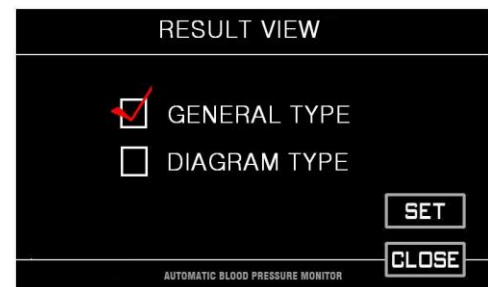 RESULT VIEW
GENERAL TYPE
DIAGRAM TYPE
SET
CLOSE
AUTOMATIC BLOOD PRESSURE MONITOR